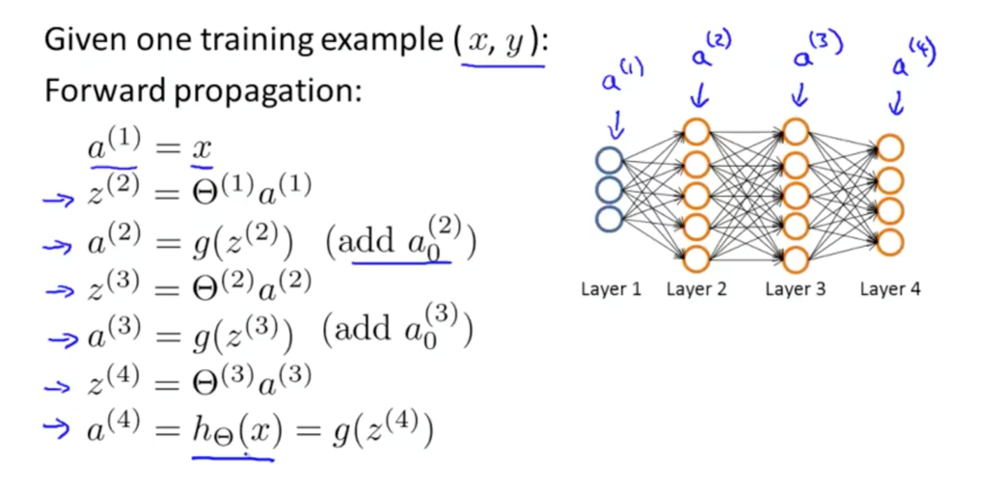 Given one training example (x, y):
Forward propagation:
a⁽¹⁾ = x
→ z⁽²⁾ = Θ⁽¹⁾a⁽¹⁾
→ a⁽²⁾ = g(z⁽²⁾) (add a₀⁽²⁾)
→ z⁽³⁾ = Θ⁽²⁾a⁽²⁾
→ a⁽³⁾ = g(z⁽³⁾) (add a₀⁽³⁾)
→ z⁽⁴⁾ = Θ⁽³⁾a⁽³⁾
→ a⁽⁴⁾ = h_Θ(x) = g(z⁽⁴⁾)
a⁽¹⁾ a⁽²⁾ a⁽³⁾ a⁽⁴⁾
Layer 1 Layer 2 Layer 3 Layer 4